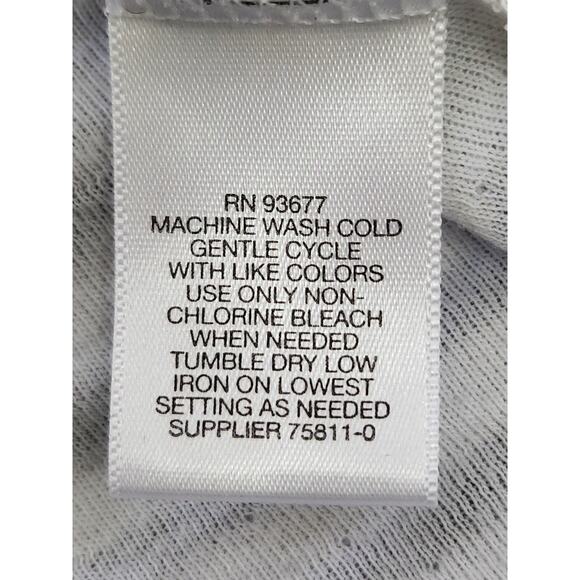 RN 93677
MACHINE WASH COLD
GENTLE CYCLE
WITH LIKE COLORS
USE ONLY NON-
CHLORINE BLEACH
WHEN NEEDED
TUMBLE DRY LOW
IRON ON LOWEST
SETTING AS NEEDED
SUPPLIER 75811-0